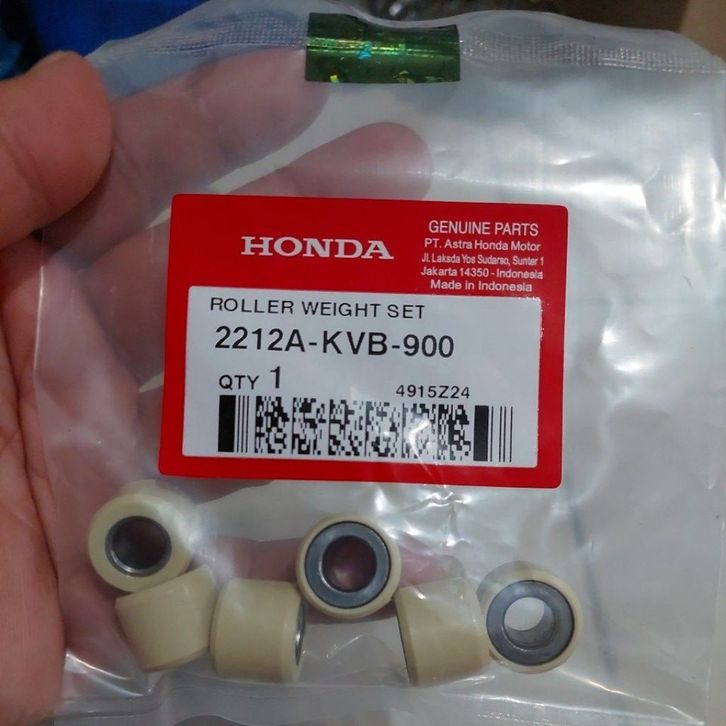 HONDA
GENUINE PARTS
PT. Astra Honda Motor
Jl. Laksda Yos Sudarso, Sunter 1
Jakarta 14350 - Indonesia
Made in Indonesia
ROLLER WEIGHT SET
2212A-KVB-900
QTY 1
4915Z24